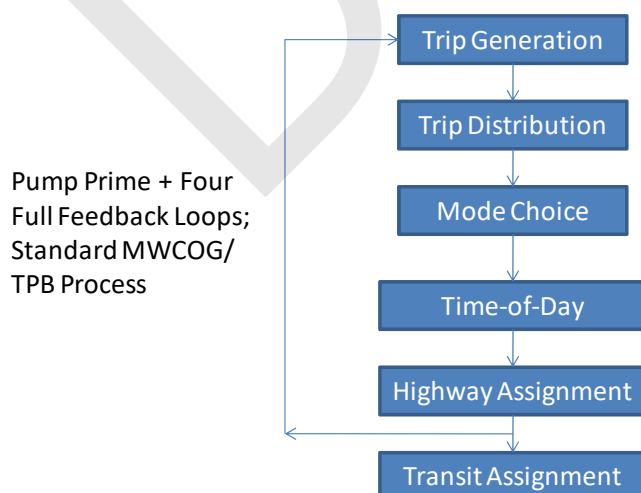 Trip Generation
Trip Distribution
Pump Prime + Four
Full Feedback Loops;
Standard MWCOG/
TPB Process
Mode Choice
Time-of-Day
Highway Assignment
Transit Assignment